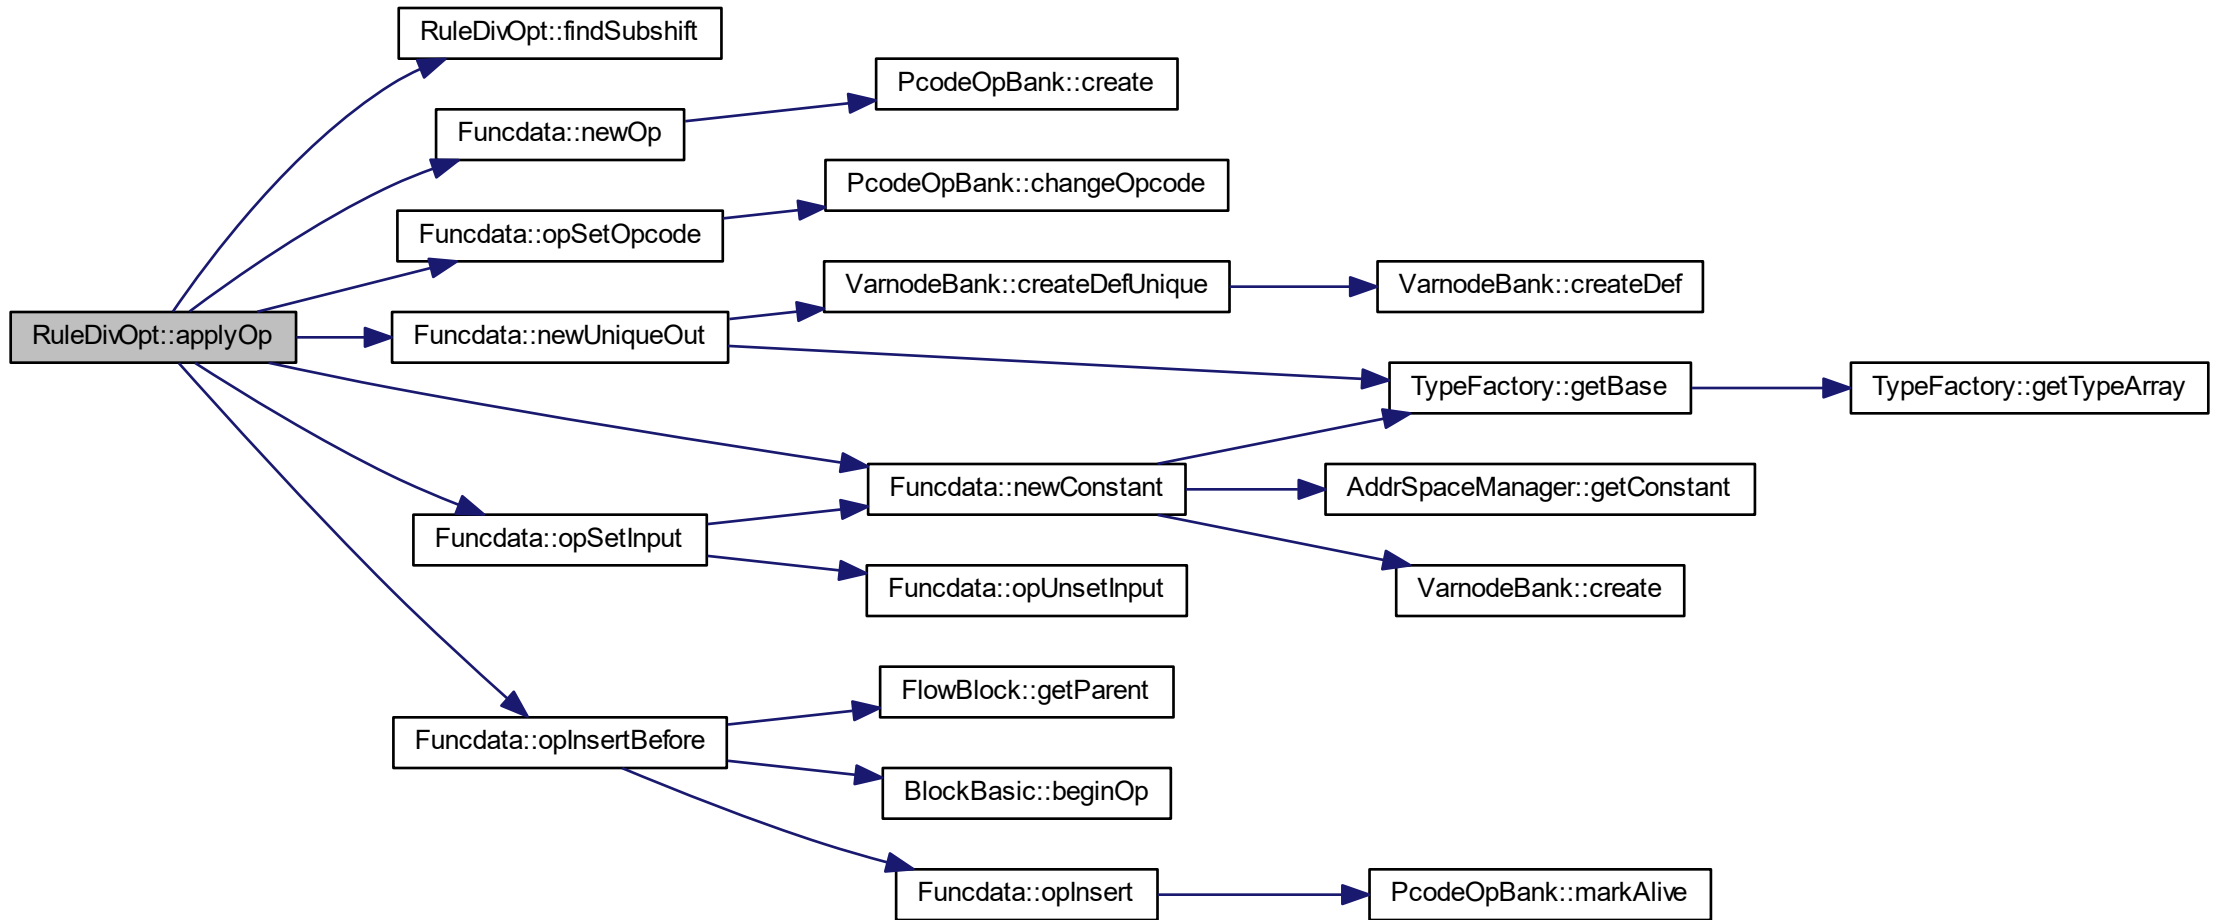 RuleDivOpt::findSubshift
PcodeOpBank::create
Funcdata::newOp
PcodeOpBank::changeOpcode
Funcdata::opSetOpcode
VarnodeBank::createDefUnique
VarnodeBank::createDef
RuleDivOpt::applyOp
Funcdata::newUniqueOut
TypeFactory::getBase
TypeFactory::getTypeArray
Funcdata::newConstant
AddrSpaceManager::getConstant
Funcdata::opSetInput
Funcdata::opUnsetInput
VarnodeBank::create
FlowBlock::getParent
Funcdata::opInsertBefore
BlockBasic::beginOp
Funcdata::opInsert
PcodeOpBank::markAlive